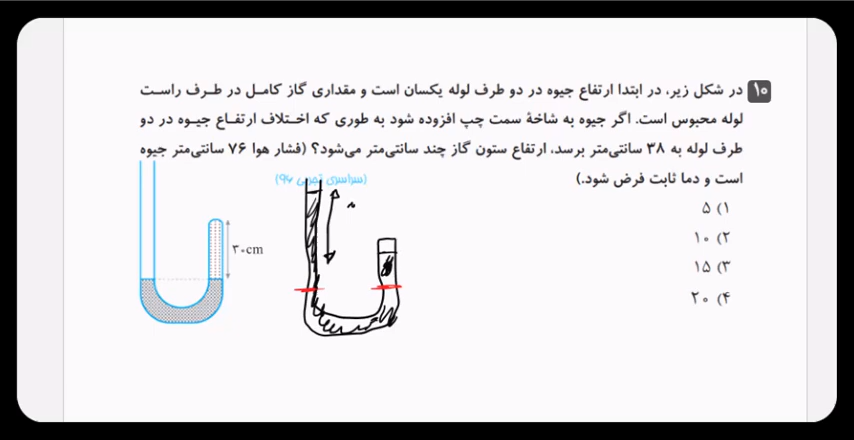 ۱۰ در شکل زیر، در ابتدا ارتفاع جیوه در دو طرف لوله یکسان است و مقداری گاز کامل در طرف راست
لوله محبوس است. اگر جیوه به شاخهٔ سمت چپ افزوده شود به طوری که اختلاف ارتفاع جیوه در دو
طرف لوله به ۳۸ سانتی‌متر برسد، ارتفاع ستون گاز چند سانتی‌متر می‌شود؟ (فشار هوا ۷۶ سانتی‌متر جیوه
است و دما ثابت فرض شود.) (سراسری تجربی ۹۶)
۱) ۵
۲) ۱۰
۳) ۱۵
۴) ۲۰
۳۰cm